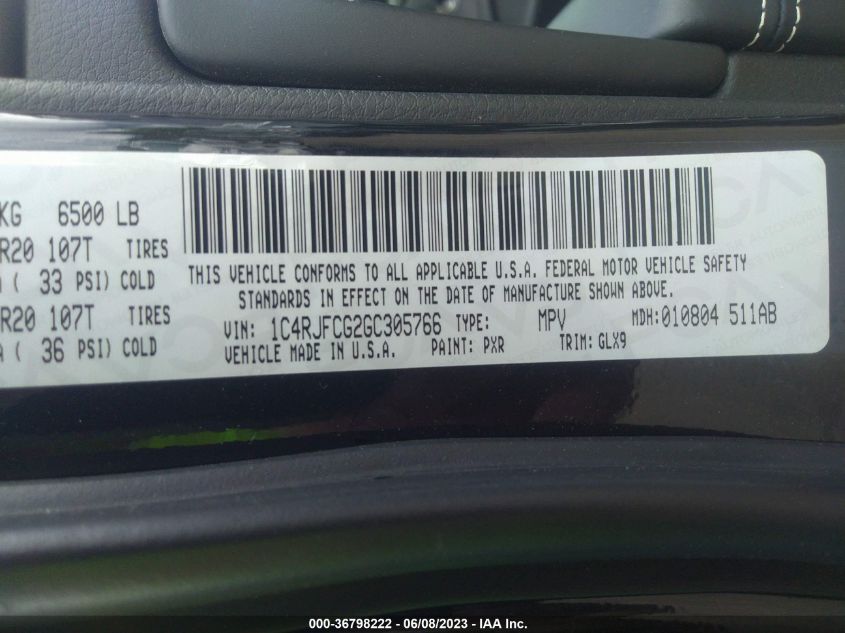 KG 6500 LB
R20 107T TIRES
( 33 PSI) COLD
R20 107T TIRES
( 36 PSI) COLD
THIS VEHICLE CONFORMS TO ALL APPLICABLE U.S.A. FEDERAL MOTOR VEHICLE SAFETY
STANDARDS IN EFFECT ON THE DATE OF MANUFACTURE SHOWN ABOVE.
VIN: 1C4RJFCG2GC305766 TYPE: MPV MDH: 010804 511AB
VEHICLE MADE IN U.S.A. PAINT: PXR TRIM: GLX9
000-36798222 - 06/08/2023 - IAA Inc.